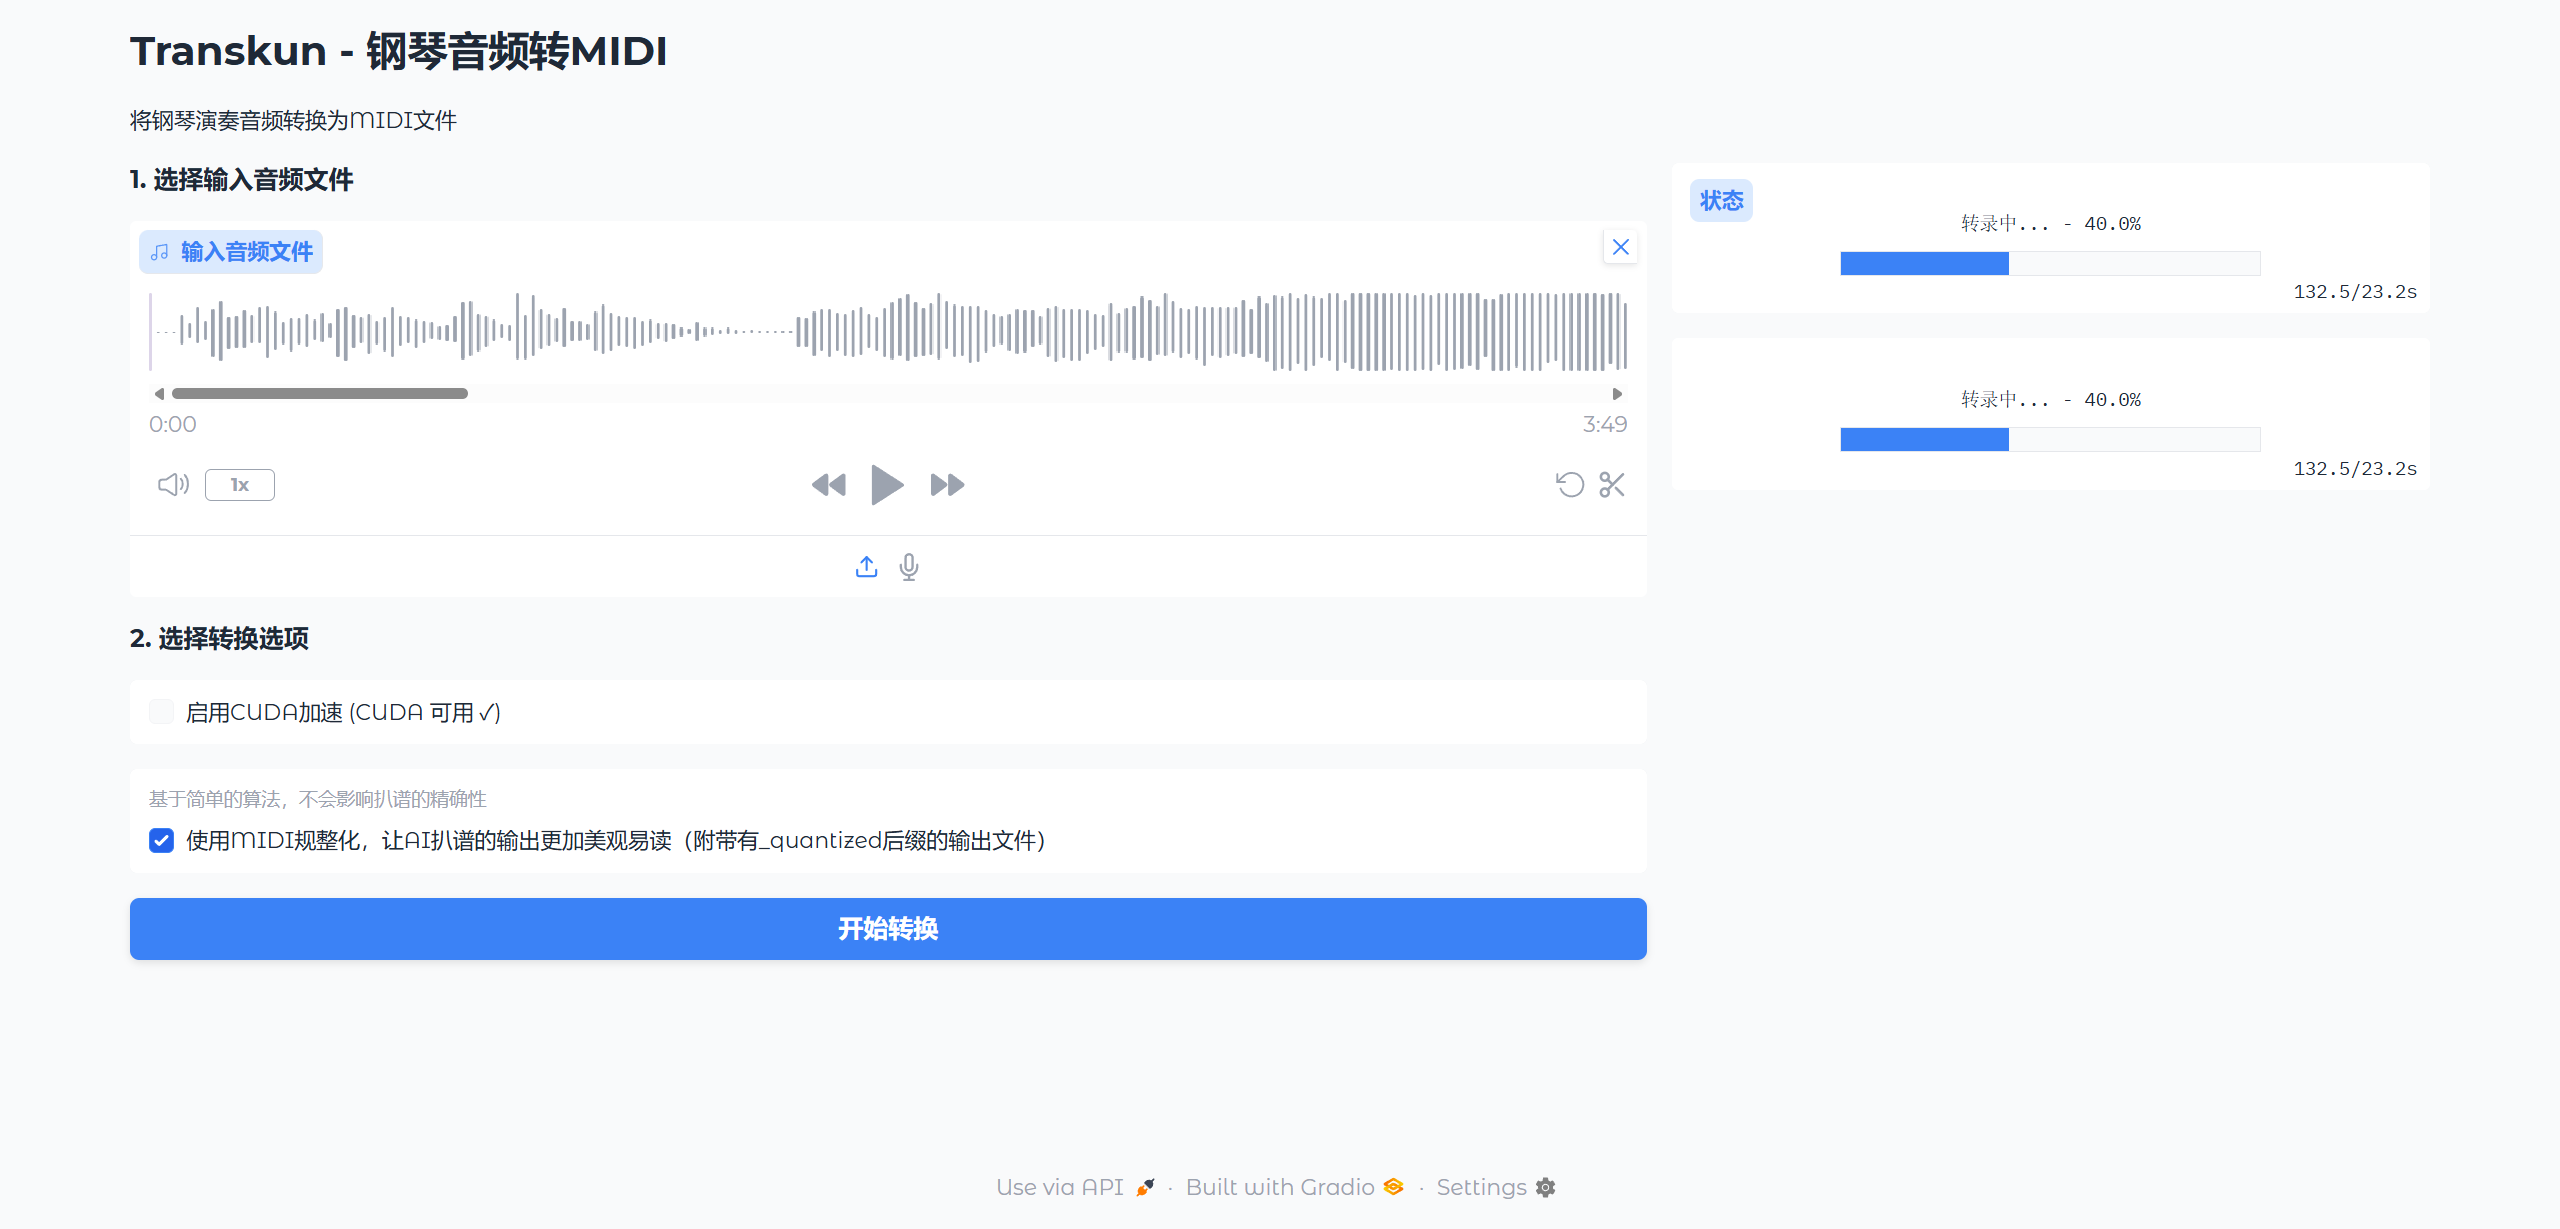 Transkun - 钢琴音频转MIDI
将钢琴演奏音频转换为MIDI文件
1. 选择输入音频文件
输入音频文件
0:00
3:49
1x
2. 选择转换选项
启用CUDA加速 (CUDA 可用 ✓)
基于简单的算法，不会影响扒谱的精确性
使用MIDI规整化，让AI扒谱的输出更加美观易读（附带有_quantized后缀的输出文件）
开始转换
状态
转录中... - 40.0%
132.5/23.2s
转录中... - 40.0%
132.5/23.2s
Use via API · Built with Gradio · Settings